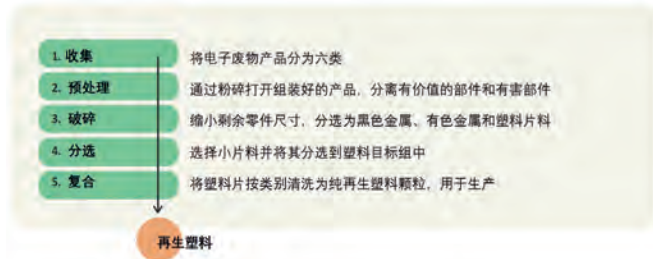 1. 收集 将电子废物产品分为六类
2. 预处理 通过粉碎打开组装好的产品，分离有价值的部件和有害部件
3. 破碎 缩小剩余零件尺寸，分选为黑色金属、有色金属和塑料片料
4. 分选 选择小片料并将其分选到塑料目标组中
5. 复合 将塑料片按类别清洗为纯再生塑料颗粒，用于生产
再生塑料